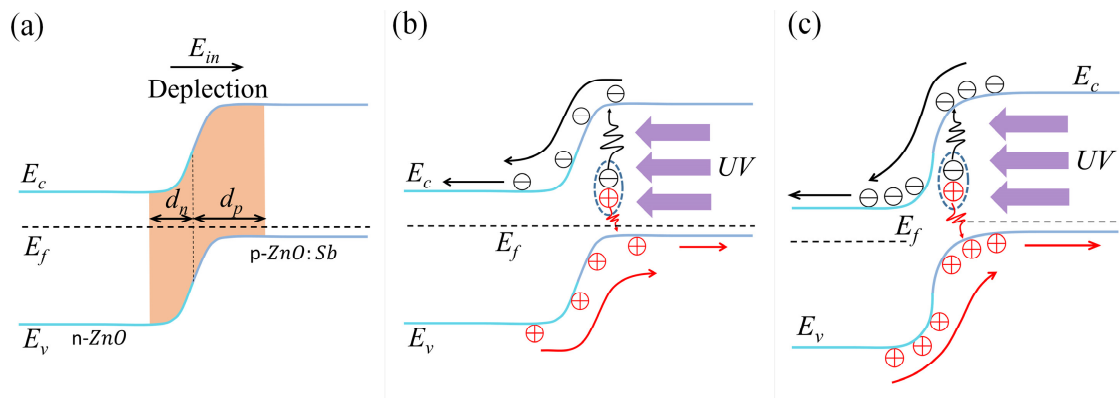 (a)
E_in
Deplection
E_c
d_n
d_p
E_f
p-ZnO: Sb
E_v
n-ZnO
(b)
E_c
UV
E_f
E_v
(c)
E_c
UV
E_f
E_v